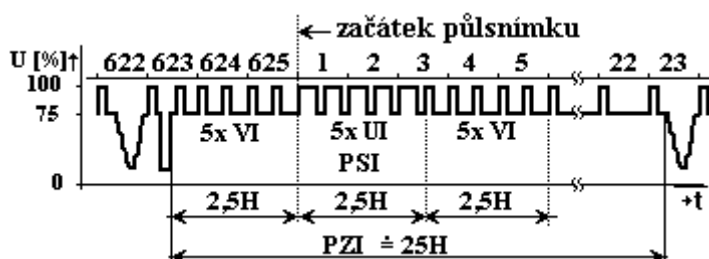 začátek půlsnímku
U [%]↑ 622 623 624 625 1 2 3 4 5 22 23
100
75
5x VI 5x UI 5x VI
PSI
0
→t
2,5H 2,5H 2,5H
PZI ≐ 25H